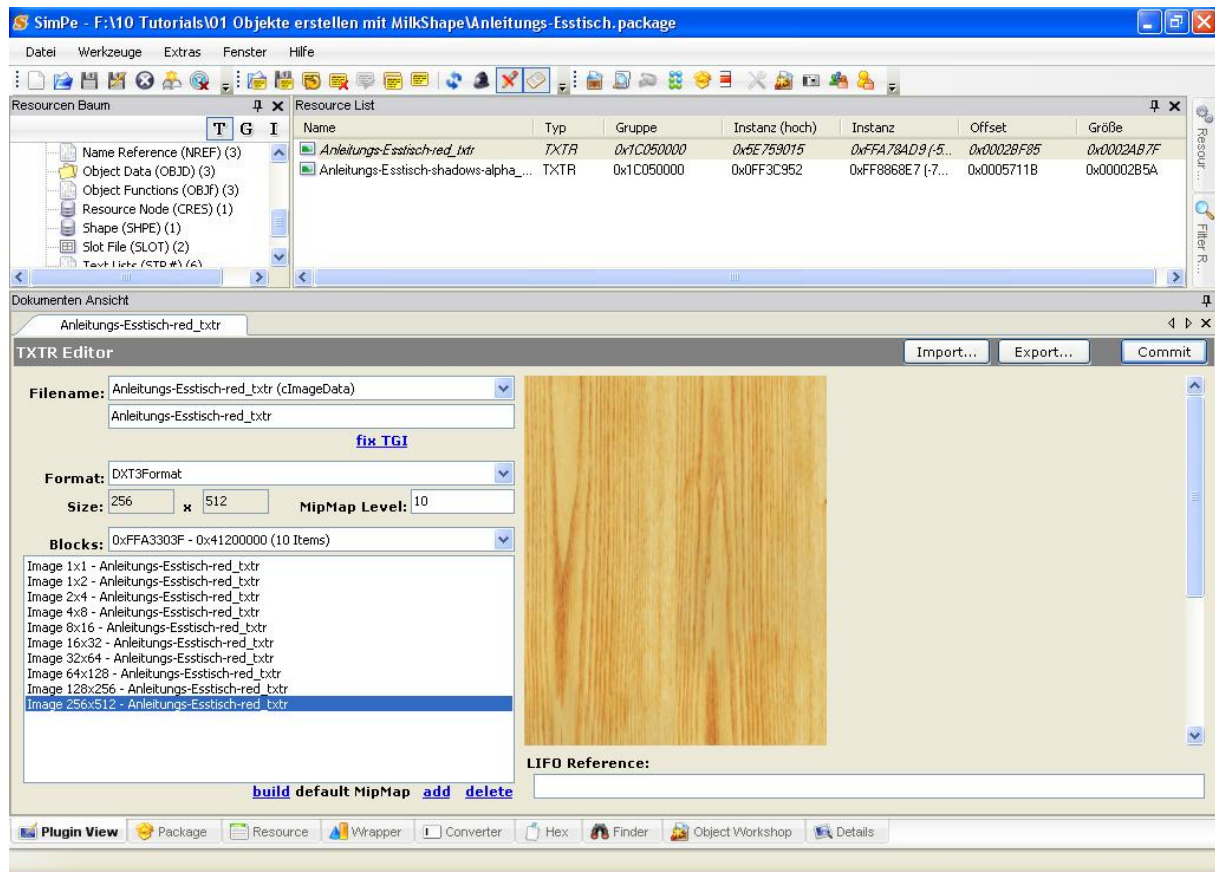 SimPe - F:\10 Tutorials\01 Objekte erstellen mit MilkShape\Anleitungs-Esstisch.package
Datei Werkzeuge Extras Fenster Hilfe
Resourcen Baum
Resource List
T G I
Name Typ Gruppe Instanz (hoch) Instanz Offset Größe
Name Reference (NREF) (3)
Object Data (OBJD) (3)
Object Functions (OBJf) (3)
Resource Node (CRES) (1)
Shape (SHPE) (1)
Slot File (SLOT) (2)
Text Lists (STR#) (6)
Anleitungs-Esstisch-red_txtr TXTR 0x1C050000 0x5E759015 0xFFA78AD9 (-5... 0x0002BF85 0x0002AB7F
Anleitungs-Esstisch-shadows-alpha_... TXTR 0x1C050000 0x0FF3C952 0xFF8868E7 (-7... 0x0005711B 0x00002B5A
Resour...
Filter R...
Dokumenten Ansicht
Anleitungs-Esstisch-red_txtr
TXTR Editor
Import... Export... Commit
Filename: Anleitungs-Esstisch-red_txtr (cImageData)
Anleitungs-Esstisch-red_txtr
fix TGI
Format: DXT3Format
Size: 256 x 512 MipMap Level: 10
Blocks: 0xFFA3303F - 0x41200000 (10 Items)
Image 1x1 - Anleitungs-Esstisch-red_txtr
Image 1x2 - Anleitungs-Esstisch-red_txtr
Image 2x4 - Anleitungs-Esstisch-red_txtr
Image 4x8 - Anleitungs-Esstisch-red_txtr
Image 8x16 - Anleitungs-Esstisch-red_txtr
Image 16x32 - Anleitungs-Esstisch-red_txtr
Image 32x64 - Anleitungs-Esstisch-red_txtr
Image 64x128 - Anleitungs-Esstisch-red_txtr
Image 128x256 - Anleitungs-Esstisch-red_txtr
Image 256x512 - Anleitungs-Esstisch-red_txtr
LIFO Reference:
build default MipMap add delete
Plugin View Package Resource Wrapper Converter Hex Finder Object Workshop Details